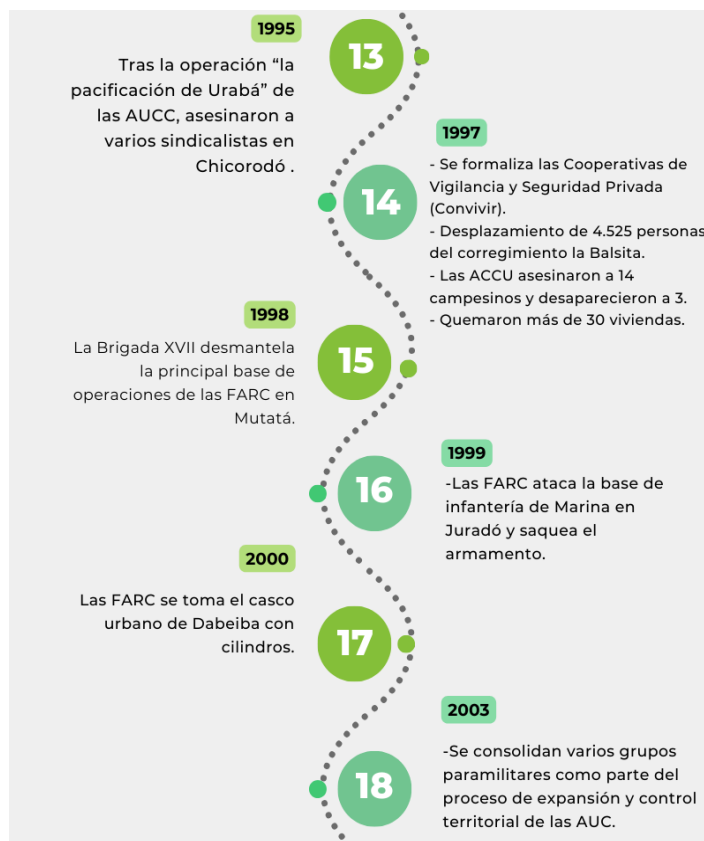 1995
13
Tras la operación “la
pacificación de Urabá” de
las AUCC, asesinaron a
varios sindicalistas en
Chicorodó .
1997
14
- Se formaliza las Cooperativas de
Vigilancia y Seguridad Privada
(Convivir).
- Desplazamiento de 4.525 personas
del corregimiento la Balsita.
- Las ACCU asesinaron a 14
campesinos y desaparecieron a 3.
- Quemaron más de 30 viviendas.
1998
15
La Brigada XVII desmantela
la principal base de
operaciones de las FARC en
Mutatá.
1999
16
-Las FARC ataca la base de
infantería de Marina en
Juradó y saquea el
armamento.
2000
17
Las FARC se toma el casco
urbano de Dabeiba con
cilindros.
2003
18
-Se consolidan varios grupos
paramilitares como parte del
proceso de expansión y control
territorial de las AUC.